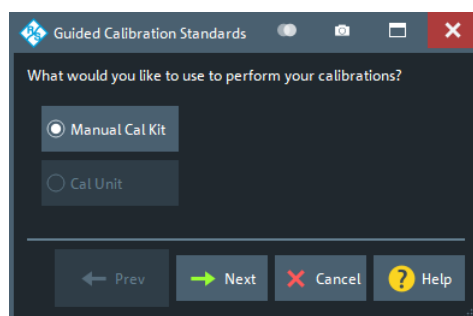 Guided Calibration Standards
What would you like to use to perform your calibrations?
Manual Cal Kit
Cal Unit
Prev Next Cancel ? Help